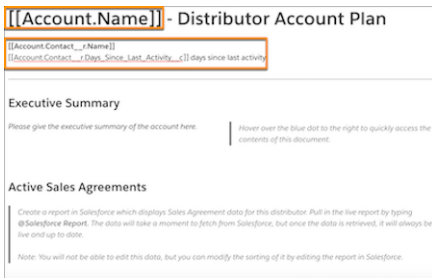 [[Account.Name]] - Distributor Account Plan
[[Account.Contact__r.Name]]
[[Account.Contact__r.Days_Since_Last_Activity__c]] days since last activity
Executive Summary
Please give the executive summary of the account here.
Hover over the blue dot to the right to quickly access the
contents of this document.
Active Sales Agreements
Create a report in Salesforce which displays Sales Agreement data for this distributor. Pull in the live report by typing
@Salesforce Report. The data will take a moment to fetch from Salesforce, but once the data is retrieved, it will always be
live and up to date.
Note: You will not be able to edit this data, but you can modify the sorting of it by editing the report in Salesforce.